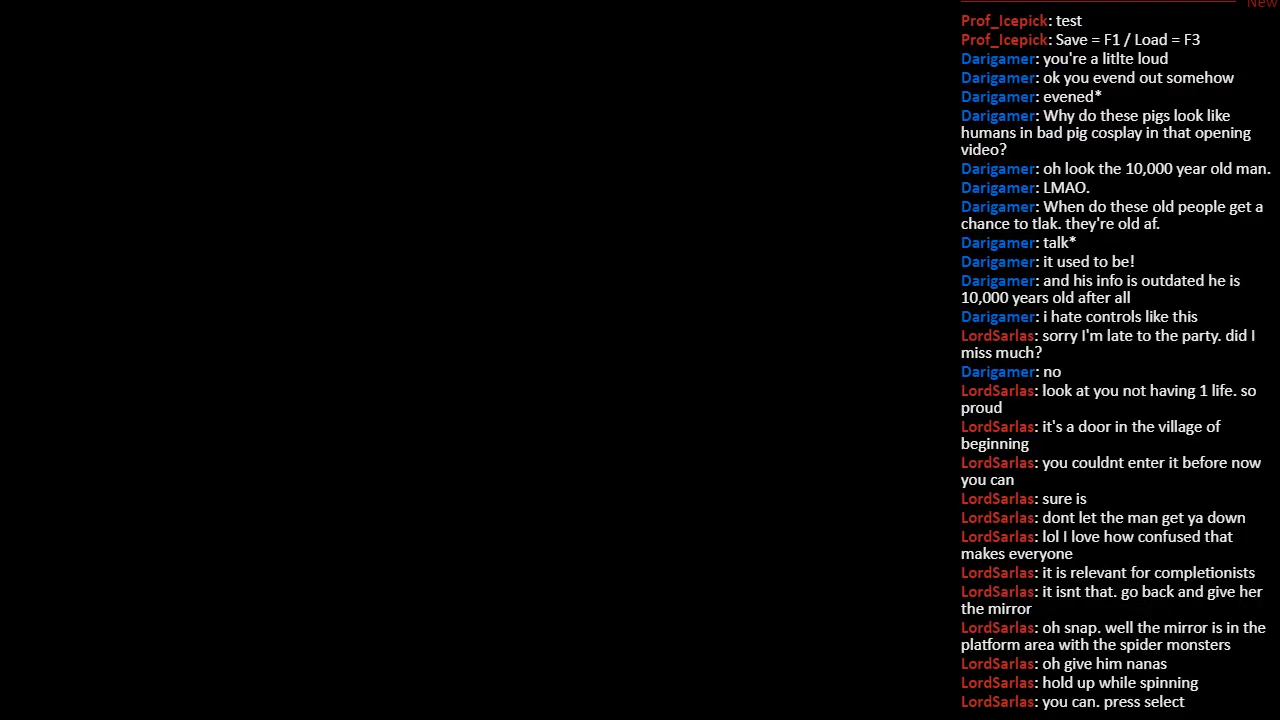 New
Prof_Icepick: test
Prof_Icepick: Save = F1 / Load = F3
Darigamer: you're a litlte loud
Darigamer: ok you evend out somehow
Darigamer: evened*
Darigamer: Why do these pigs look like
humans in bad pig cosplay in that opening
video?
Darigamer: oh look the 10,000 year old man.
Darigamer: LMAO.
Darigamer: When do these old people get a
chance to tlak. they're old af.
Darigamer: talk*
Darigamer: it used to be!
Darigamer: and his info is outdated he is
10,000 years old after all
Darigamer: i hate controls like this
LordSarlas: sorry I'm late to the party. did I
miss much?
Darigamer: no
LordSarlas: look at you not having 1 life. so
proud
LordSarlas: it's a door in the village of
beginning
LordSarlas: you couldnt enter it before now
you can
LordSarlas: sure is
LordSarlas: dont let the man get ya down
LordSarlas: lol I love how confused that
makes everyone
LordSarlas: it is relevant for completionists
LordSarlas: it isnt that. go back and give her
the mirror
LordSarlas: oh snap. well the mirror is in the
platform area with the spider monsters
LordSarlas: oh give him nanas
LordSarlas: hold up while spinning
LordSarlas: you can. press select